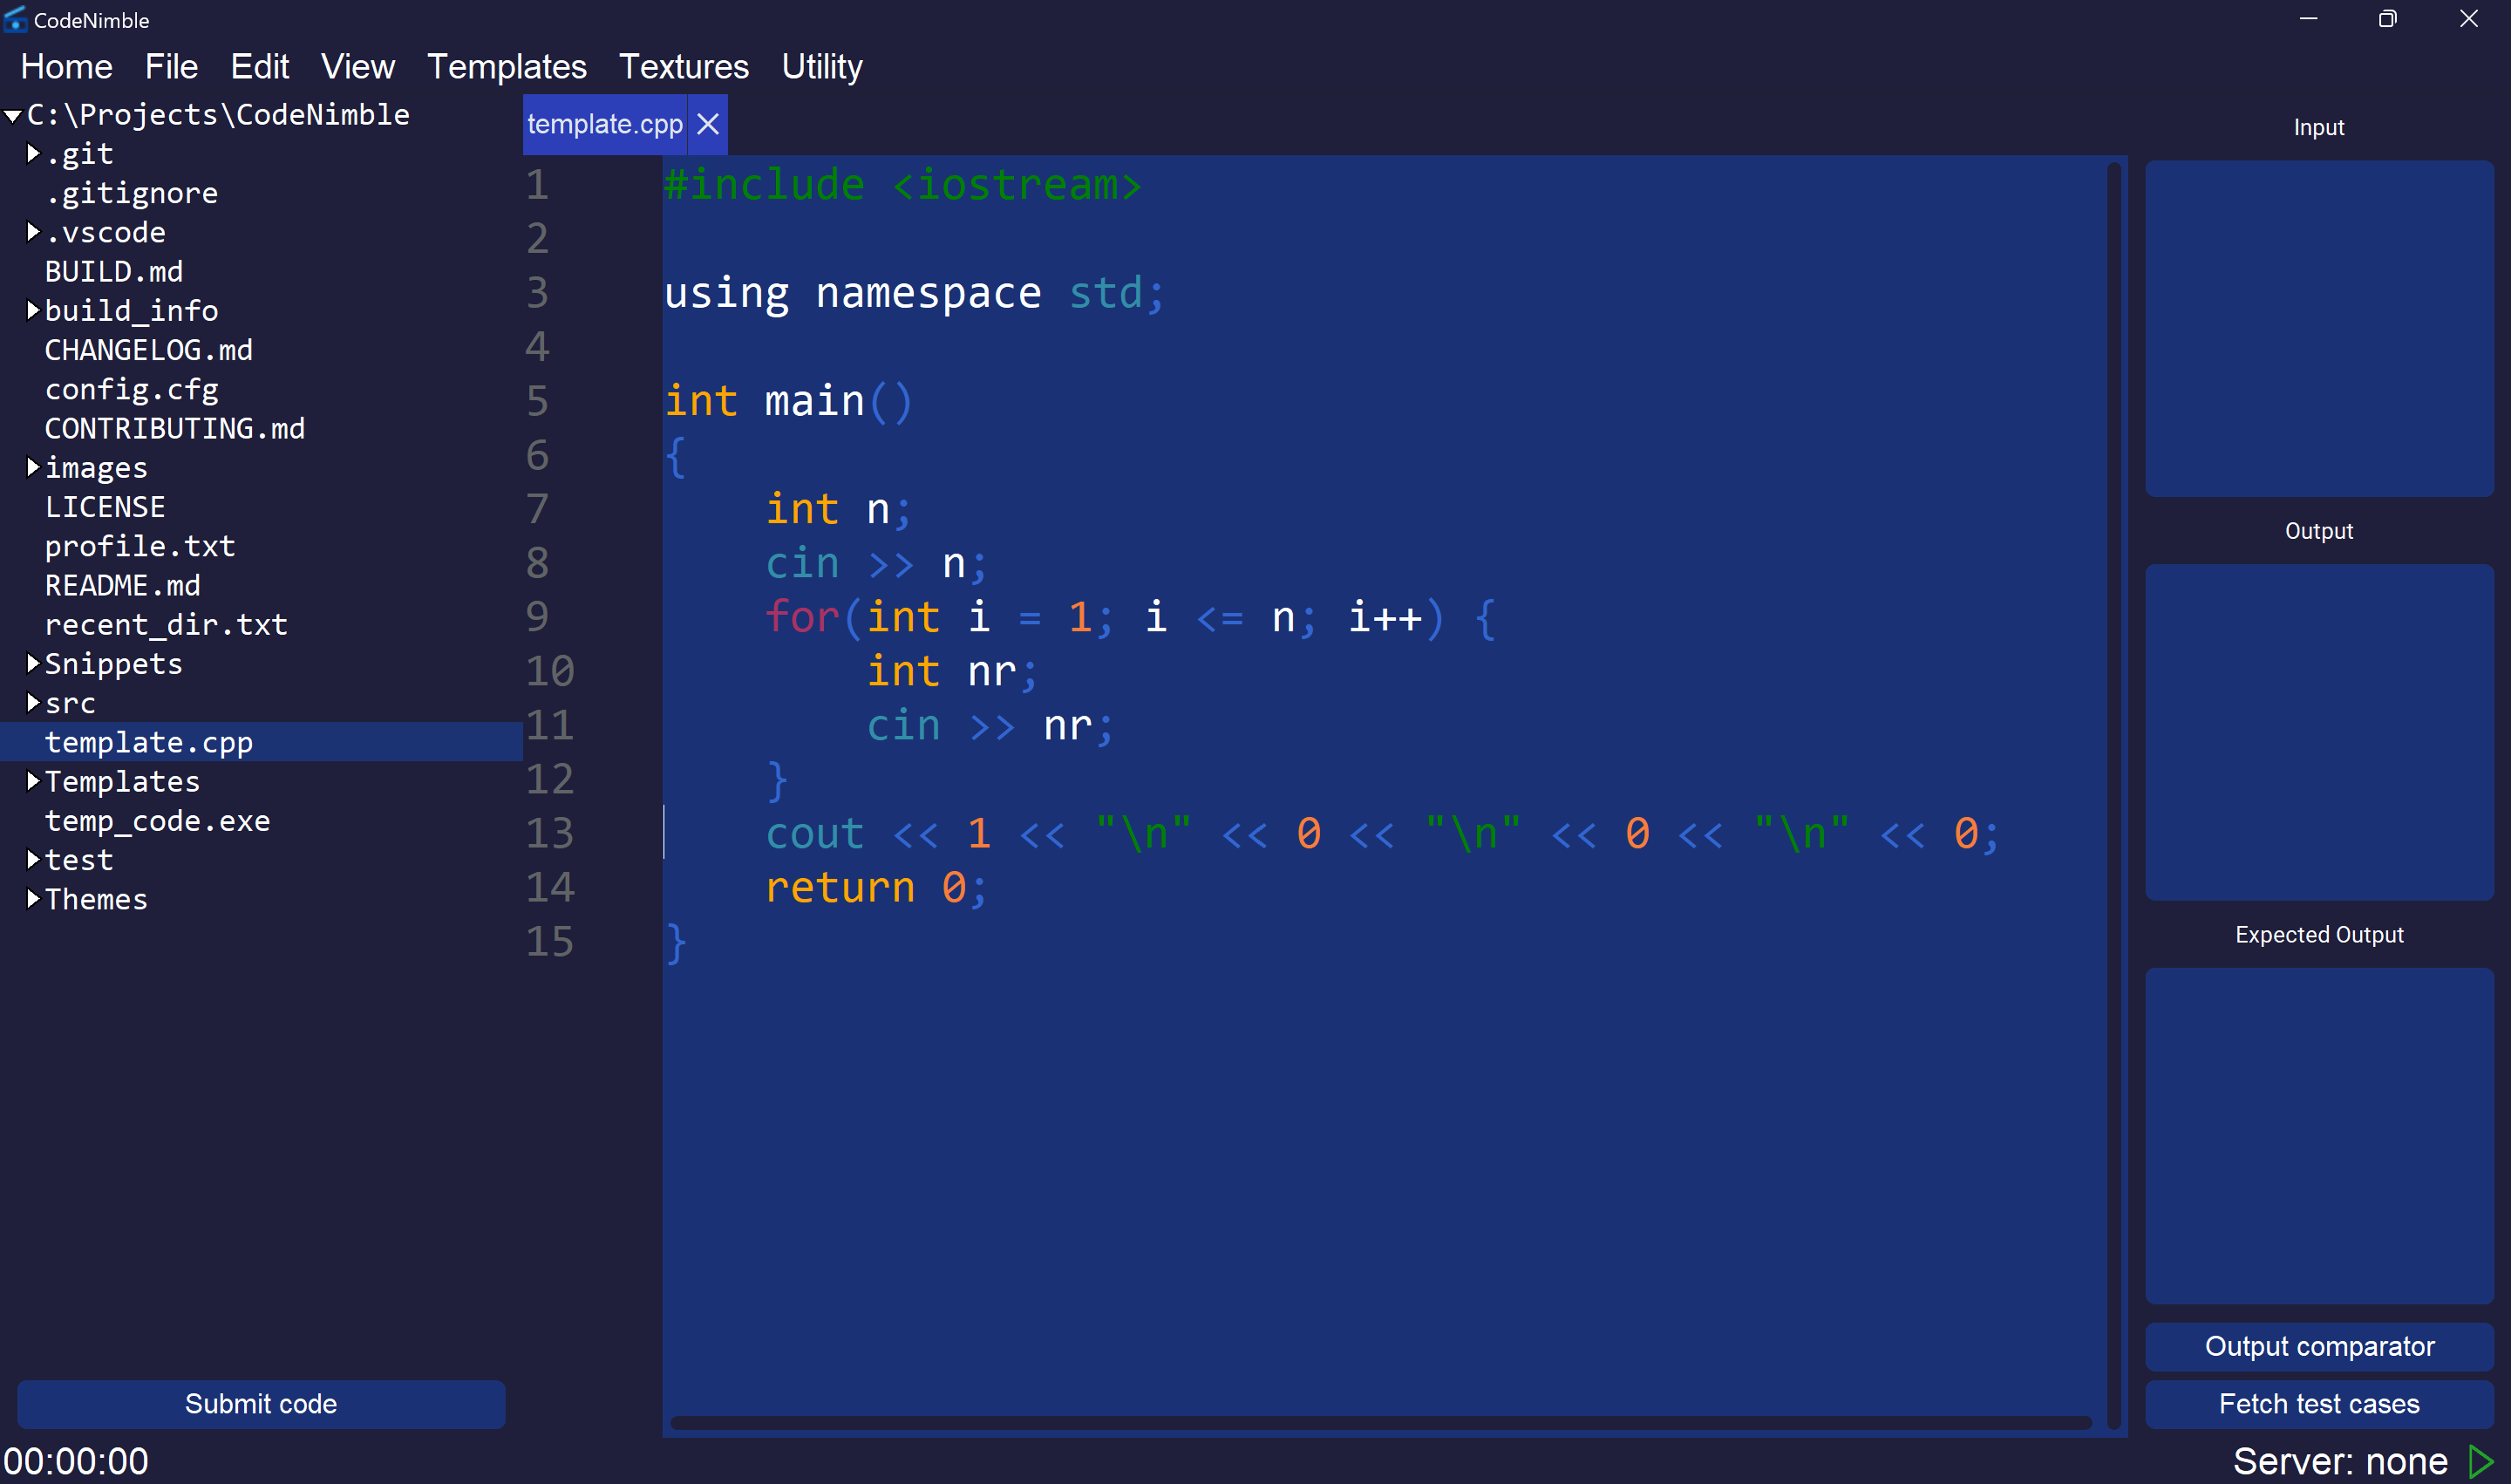 CodeNimble
Home File Edit View Templates Textures Utility
C:\Projects\CodeNimble
.git
.gitignore
.vscode
BUILD.md
build_info
CHANGELOG.md
config.cfg
CONTRIBUTING.md
images
LICENSE
profile.txt
README.md
recent_dir.txt
Snippets
src
template.cpp
Templates
temp_code.exe
test
Themes
Submit code
00:00:00
template.cpp
1 #include <iostream>
2
3 using namespace std;
4
5 int main()
6 {
7     int n;
8     cin >> n;
9     for(int i = 1; i <= n; i++) {
10         int nr;
11         cin >> nr;
12     }
13     cout << 1 << "\n" << 0 << "\n" << 0 << "\n" << 0;
14     return 0;
15 }
Input
Output
Expected Output
Output comparator
Fetch test cases
Server: none